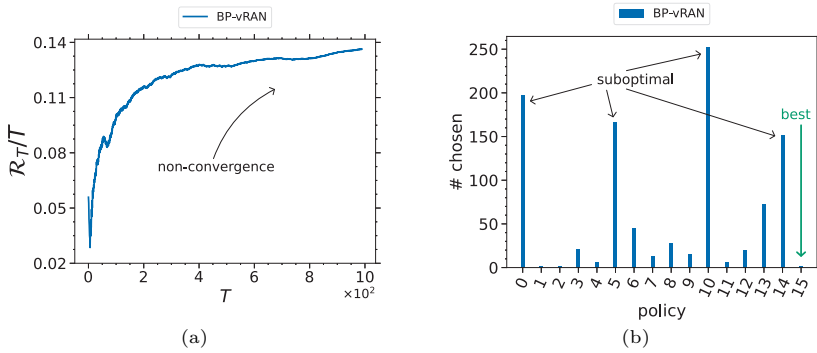 BP-vRAN
0.14
0.11
0.08
0.05
0.02
R_T/T
non-convergence
0 2 4 6 8 10
×10²
T
(a)
BP-vRAN
250
200
150
100
50
0
# chosen
suboptimal
best
0 1 2 3 4 5 6 7 8 9 10 11 12 13 14 15
policy
(b)